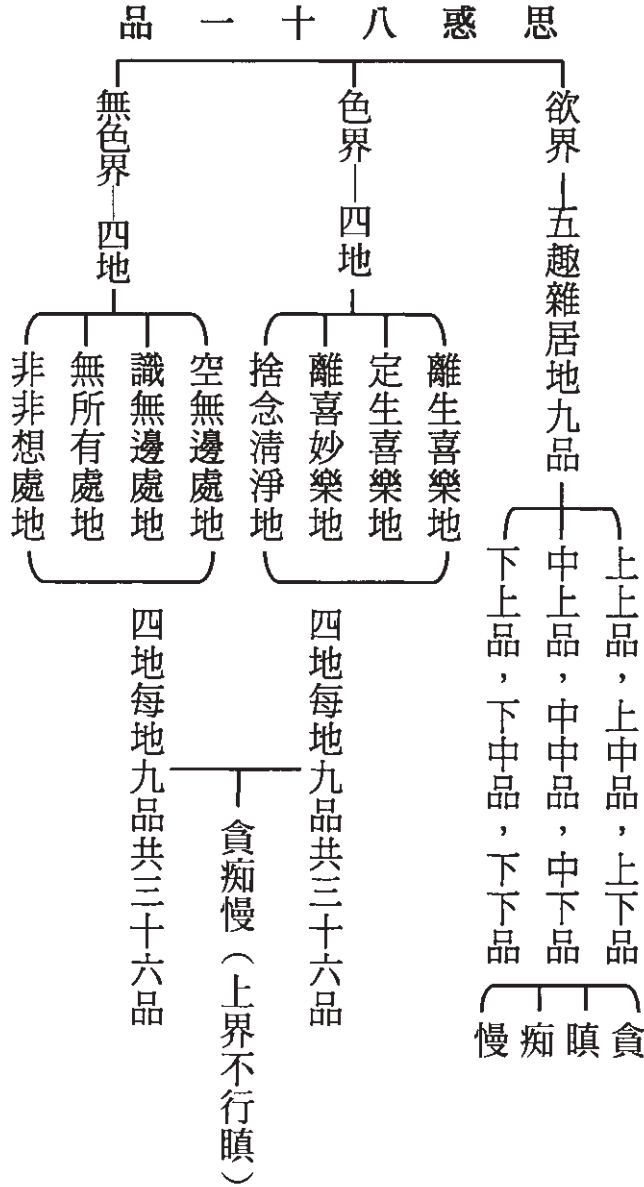 思惑八十一品
欲界—五趣雜居地九品
上上品，上中品，上下品
中上品，中中品，中下品
下上品，下中品，下下品
貪
瞋
痴
慢
色界—四地
離生喜樂地
定生喜樂地
離喜妙樂地
捨念清淨地
四地每地九品共三十六品
無色界—四地
空無邊處地
識無邊處地
無所有處地
非非想處地
四地每地九品共三十六品
貪痴慢（上界不行瞋）